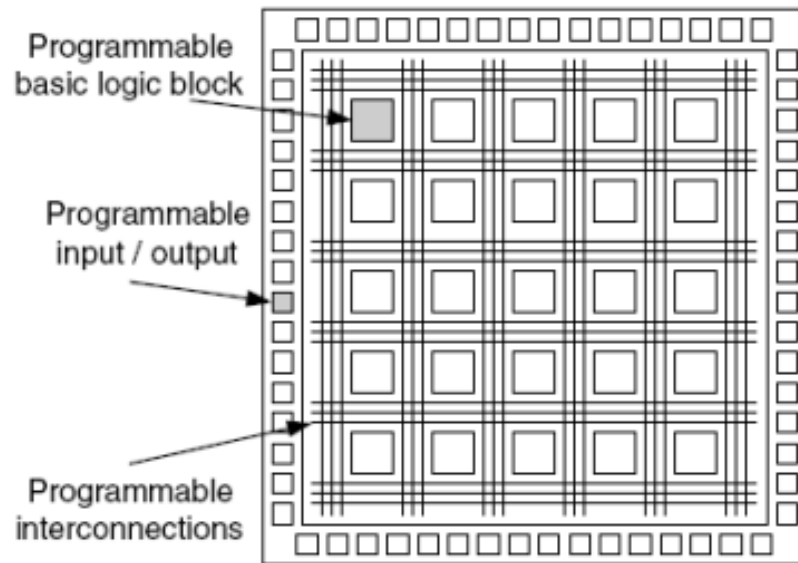 Programmable
basic logic block
Programmable
input / output
Programmable
interconnections